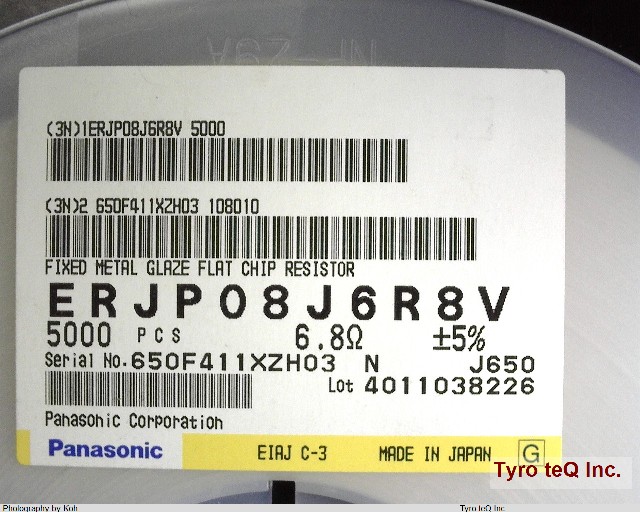 (3N)1ERJP08J6R8V 5000
(3N)2 650F411XZH03 108010
FIXED METAL GLAZE FLAT CHIP RESISTOR
ERJP08J6R8V
5000 PCS 6.8Ω ±5%
Serial No.650F411XZH03 N J650
Lot 4011038226
Panasonic Corporation
Panasonic EIAJ C-3 MADE IN JAPAN G
Tyro teQ Inc.
Photography by Koh Tyro teQ Inc